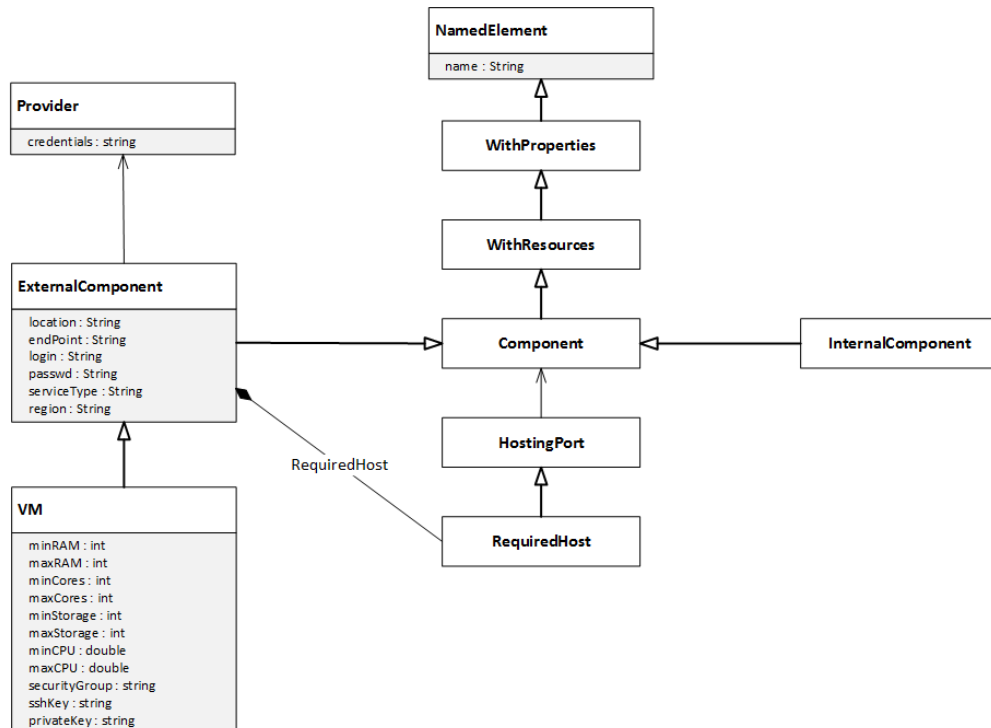 NamedElement
name : String
Provider
credentials : string
WithProperties
WithResources
ExternalComponent
location : String
endPoint : String
login : String
passwd : String
serviceType : String
region : String
Component
InternalComponent
HostingPort
RequiredHost
RequiredHost
VM
minRAM : int
maxRAM : int
minCores : int
maxCores : int
minStorage : int
maxStorage : int
minCPU : double
maxCPU : double
securityGroup : string
sshKey : string
privateKey : string